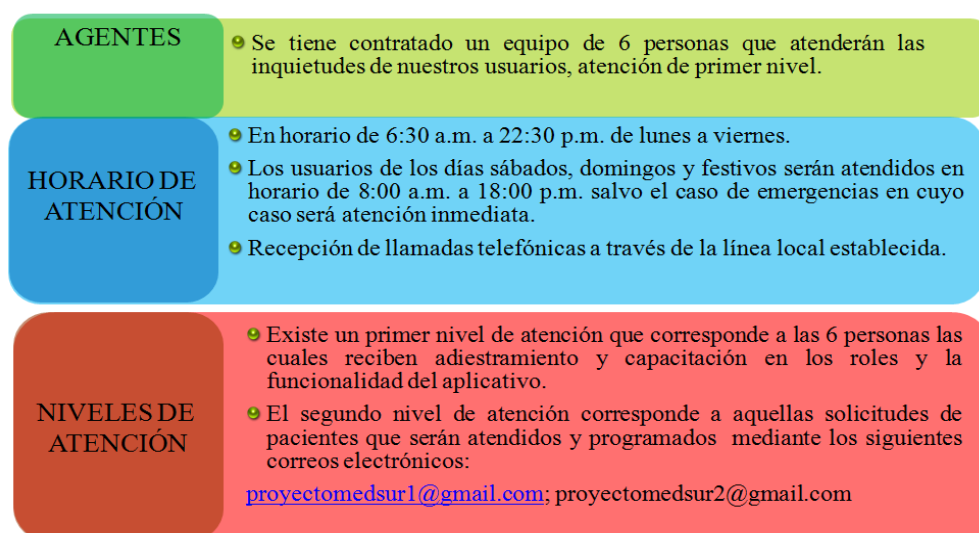 AGENTES
Se tiene contratado un equipo de 6 personas que atenderán las
inquietudes de nuestros usuarios, atención de primer nivel.
HORARIO DE
ATENCIÓN
En horario de 6:30 a.m. a 22:30 p.m. de lunes a viernes.
Los usuarios de los días sábados, domingos y festivos serán atendidos en
horario de 8:00 a.m. a 18:00 p.m. salvo el caso de emergencias en cuyo
caso será atención inmediata.
Recepción de llamadas telefónicas a través de la línea local establecida.
NIVELES DE
ATENCIÓN
Existe un primer nivel de atención que corresponde a las 6 personas las
cuales reciben adiestramiento y capacitación en los roles y la
funcionalidad del aplicativo.
El segundo nivel de atención corresponde a aquellas solicitudes de
pacientes que serán atendidos y programados mediante los siguientes
correos electrónicos:
proyectomedsur1@gmail.com; proyectomedsur2@gmail.com